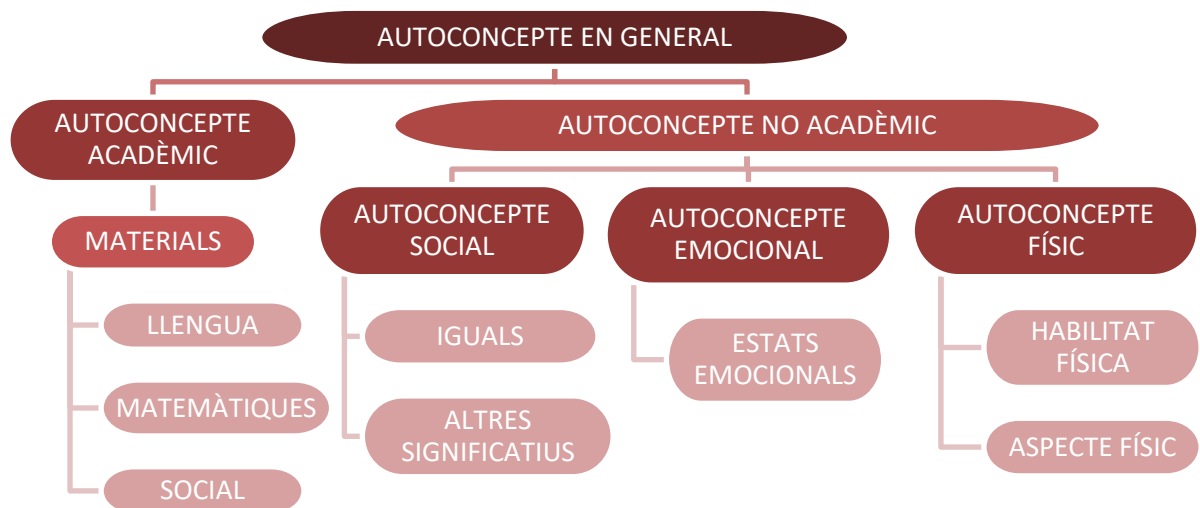 AUTOCONCEPTE EN GENERAL
AUTOCONCEPTE
ACADÈMIC
AUTOCONCEPTE NO ACADÈMIC
MATERIALS
LLENGUA
MATEMÀTIQUES
SOCIAL
AUTOCONCEPTE
SOCIAL
IGUALS
ALTRES
SIGNIFICATIUS
AUTOCONCEPTE
EMOCIONAL
ESTATS
EMOCIONALS
AUTOCONCEPTE
FÍSIC
HABILITAT
FÍSICA
ASPECTE FÍSIC